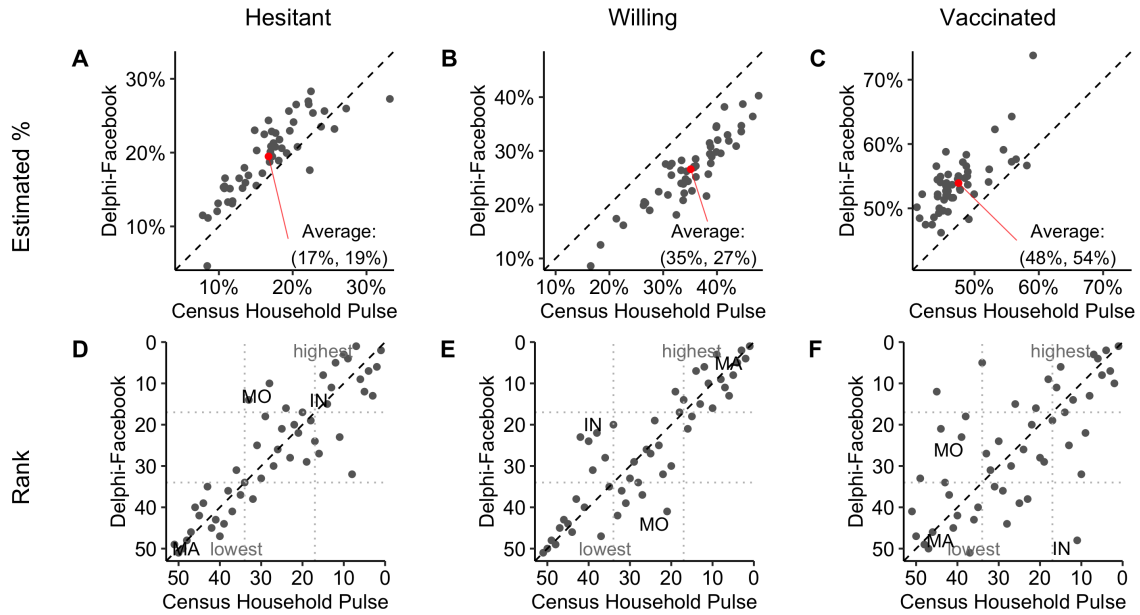 Hesitant
Willing
Vaccinated
Estimated %
A
Delphi-Facebook
30%
20%
10%
Average:
(17%, 19%)
10% 20% 30%
Census Household Pulse
B
Delphi-Facebook
40%
30%
20%
10%
Average:
(35%, 27%)
10% 20% 30% 40%
Census Household Pulse
C
Delphi-Facebook
70%
60%
50%
Average:
(48%, 54%)
50% 60% 70%
Census Household Pulse
Rank
D
Delphi-Facebook
0
10
20
30
40
50
highest
MO
IN
MA
lowest
50 40 30 20 10 0
Census Household Pulse
E
Delphi-Facebook
0
10
20
30
40
50
highest
MA
IN
MO
lowest
50 40 30 20 10 0
Census Household Pulse
F
Delphi-Facebook
0
10
20
30
40
50
highest
MO
MA
IN
lowest
50 40 30 20 10 0
Census Household Pulse